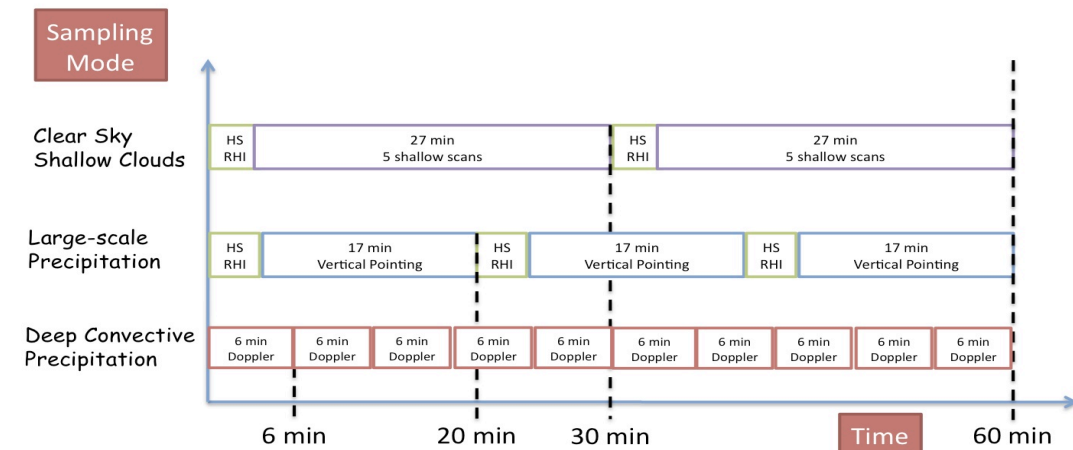 Sampling
Mode
Clear Sky
Shallow Clouds
HS
RHI
27 min
5 shallow scans
HS
RHI
27 min
5 shallow scans
Large-scale
Precipitation
HS
RHI
17 min
Vertical Pointing
HS
RHI
17 min
Vertical Pointing
HS
RHI
17 min
Vertical Pointing
Deep Convective
Precipitation
6 min
Doppler
6 min
Doppler
6 min
Doppler
6 min
Doppler
6 min
Doppler
6 min
Doppler
6 min
Doppler
6 min
Doppler
6 min
Doppler
6 min
Doppler
6 min
20 min
30 min
Time
60 min